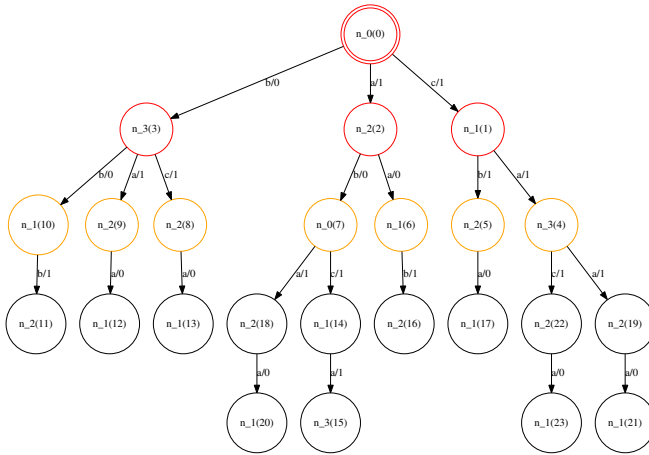 n_0(0)
b/0
a/1
c/1
n_3(3)
n_2(2)
n_1(1)
b/0
a/1
c/1
b/0
a/0
b/1
a/1
n_1(10)
n_2(9)
n_2(8)
n_0(7)
n_1(6)
n_2(5)
n_3(4)
b/1
a/0
a/0
a/1
c/1
b/1
a/0
c/1
a/1
n_2(11)
n_1(12)
n_1(13)
n_2(18)
n_1(14)
n_2(16)
n_1(17)
n_2(22)
n_2(19)
a/0
a/1
a/0
a/0
n_1(20)
n_3(15)
n_1(23)
n_1(21)